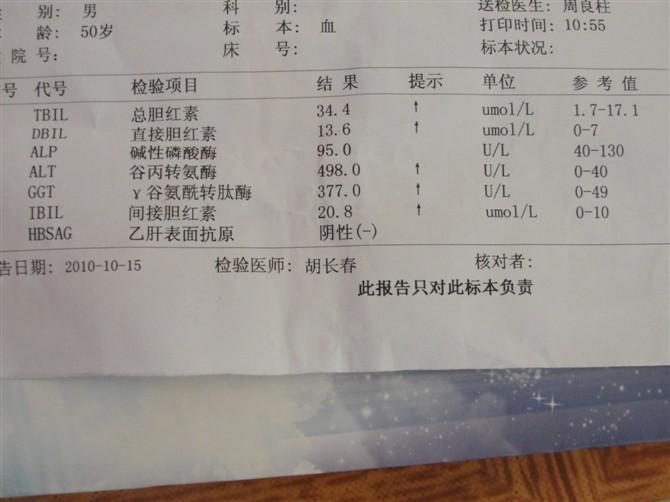 别: 男 科 别: 送检医生: 周良柱
龄: 50岁 标 本: 血 打印时间: 10:55
院 号: 床 号: 标本状况:
号 代号 检验项目 结 果 提示 单位 参 考 值
TBIL 总胆红素 34.4 ↑ umol/L 1.7-17.1
DBIL 直接胆红素 13.6 ↑ umol/L 0-7
ALP 碱性磷酸酶 95.0 U/L 40-130
ALT 谷丙转氨酶 498.0 ↑ U/L 0-40
GGT γ谷氨酰转肽酶 377.0 ↑ U/L 0-49
IBIL 间接胆红素 20.8 ↑ umol/L 0-10
HBSAG 乙肝表面抗原 阴性(-)
告日期: 2010-10-15 检验医师: 胡长春 核对者:
此报告只对此标本负责